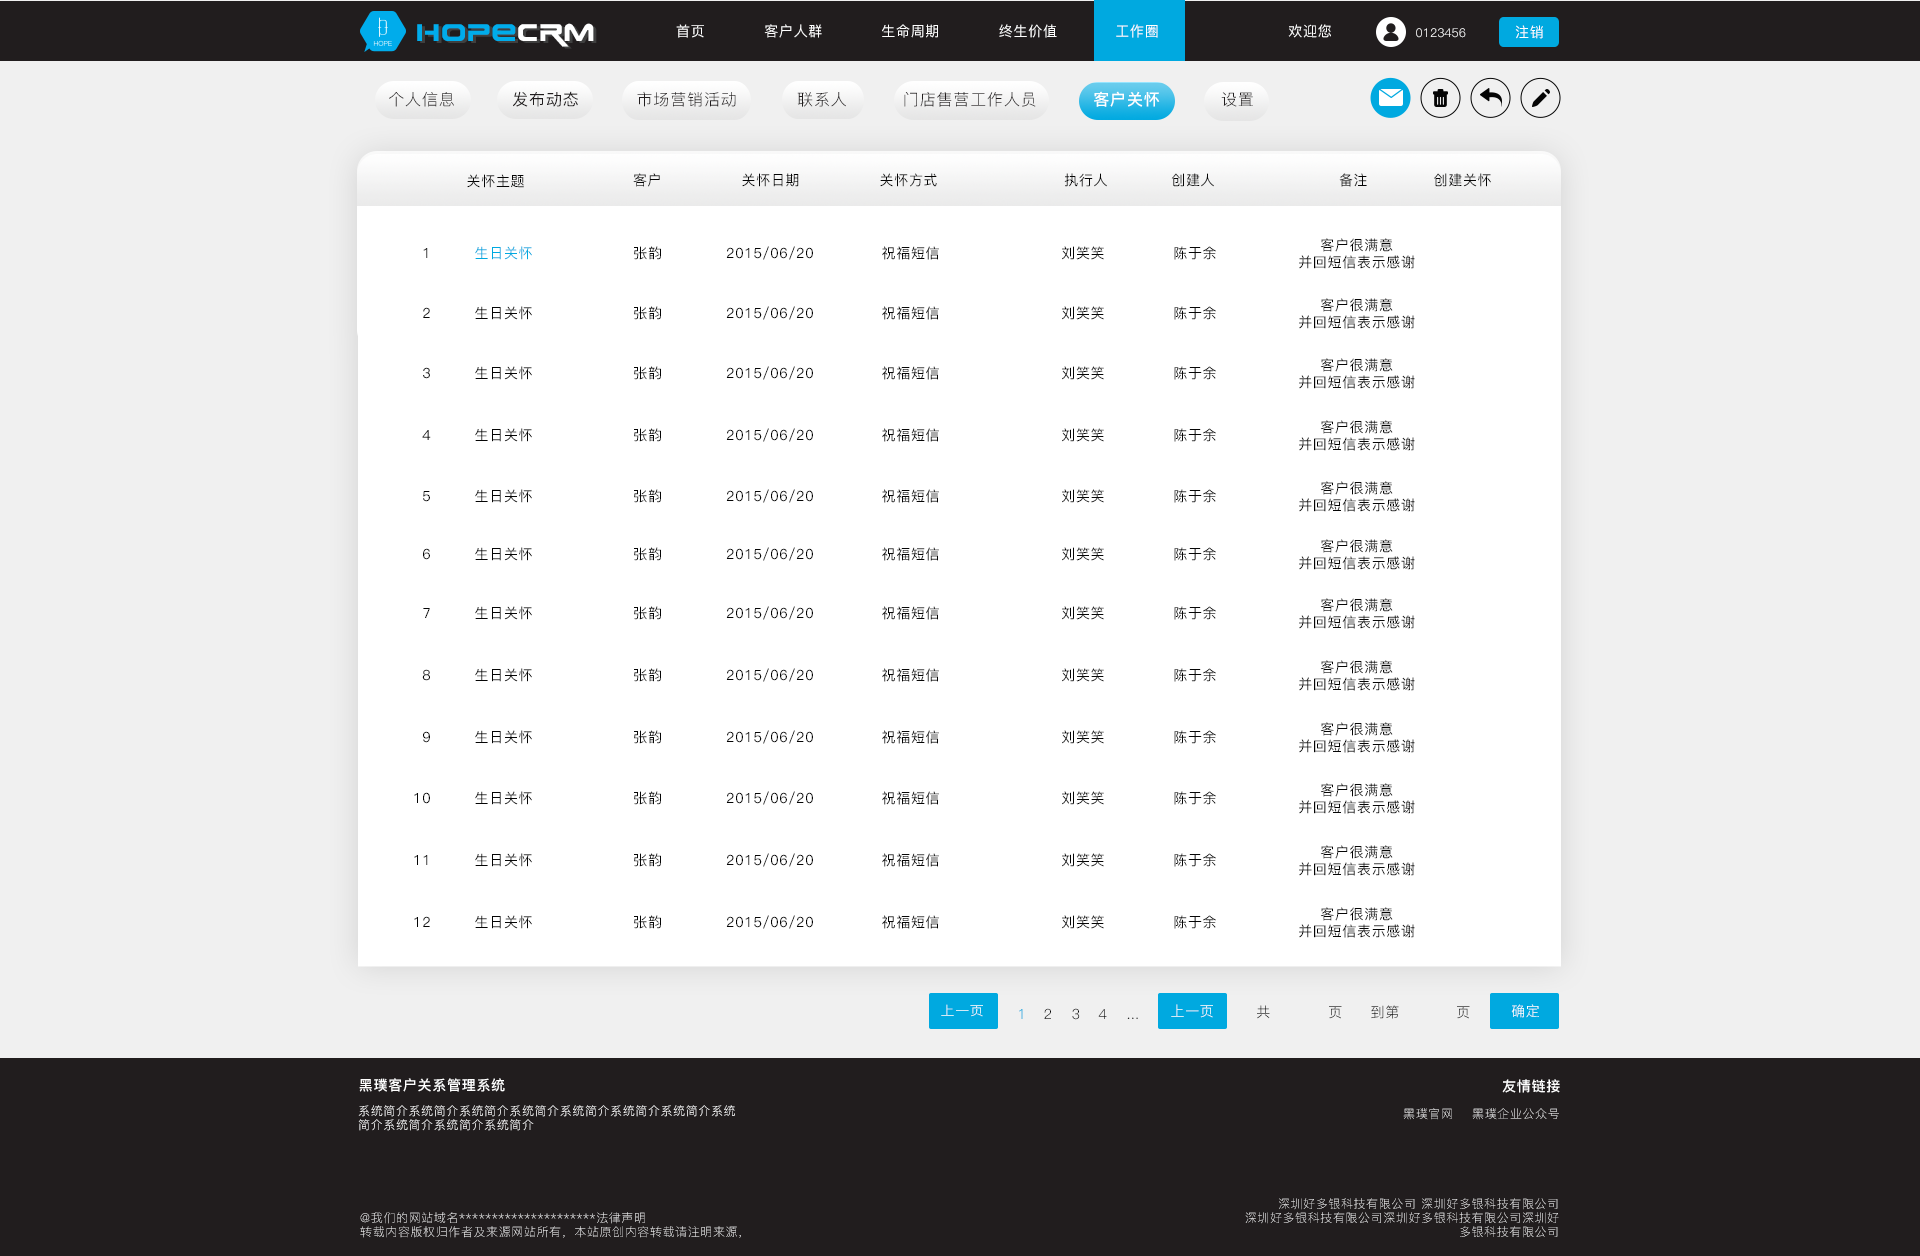 HOPE HOPECRM 首页 客户人群 生命周期 终生价值 工作圈 欢迎您 0123456 注销
个人信息 发布动态 市场营销活动 联系人 门店售营工作人员 客户关怀 设置
关怀主题 客户 关怀日期 关怀方式 执行人 创建人 备注 创建关怀
1 生日关怀 张韵 2015/06/20 祝福短信 刘笑笑 陈于余 客户很满意
并回短信表示感谢
2 生日关怀 张韵 2015/06/20 祝福短信 刘笑笑 陈于余 客户很满意
并回短信表示感谢
3 生日关怀 张韵 2015/06/20 祝福短信 刘笑笑 陈于余 客户很满意
并回短信表示感谢
4 生日关怀 张韵 2015/06/20 祝福短信 刘笑笑 陈于余 客户很满意
并回短信表示感谢
5 生日关怀 张韵 2015/06/20 祝福短信 刘笑笑 陈于余 客户很满意
并回短信表示感谢
6 生日关怀 张韵 2015/06/20 祝福短信 刘笑笑 陈于余 客户很满意
并回短信表示感谢
7 生日关怀 张韵 2015/06/20 祝福短信 刘笑笑 陈于余 客户很满意
并回短信表示感谢
8 生日关怀 张韵 2015/06/20 祝福短信 刘笑笑 陈于余 客户很满意
并回短信表示感谢
9 生日关怀 张韵 2015/06/20 祝福短信 刘笑笑 陈于余 客户很满意
并回短信表示感谢
10 生日关怀 张韵 2015/06/20 祝福短信 刘笑笑 陈于余 客户很满意
并回短信表示感谢
11 生日关怀 张韵 2015/06/20 祝福短信 刘笑笑 陈于余 客户很满意
并回短信表示感谢
12 生日关怀 张韵 2015/06/20 祝福短信 刘笑笑 陈于余 客户很满意
并回短信表示感谢
上一页 1 2 3 4 ... 上一页 共 页 到第 页 确定
黑璞客户关系管理系统
系统简介系统简介系统简介系统简介系统简介系统简介系统简介系统
简介系统简介系统简介系统简介
友情链接
黑璞官网 黑璞企业公众号
@我们的网站域名*********************法律声明
转载内容版权归作者及来源网站所有，本站原创内容转载请注明来源，
深圳好多银科技有限公司 深圳好多银科技有限公司
深圳好多银科技有限公司深圳好多银科技有限公司深圳好
多银科技有限公司